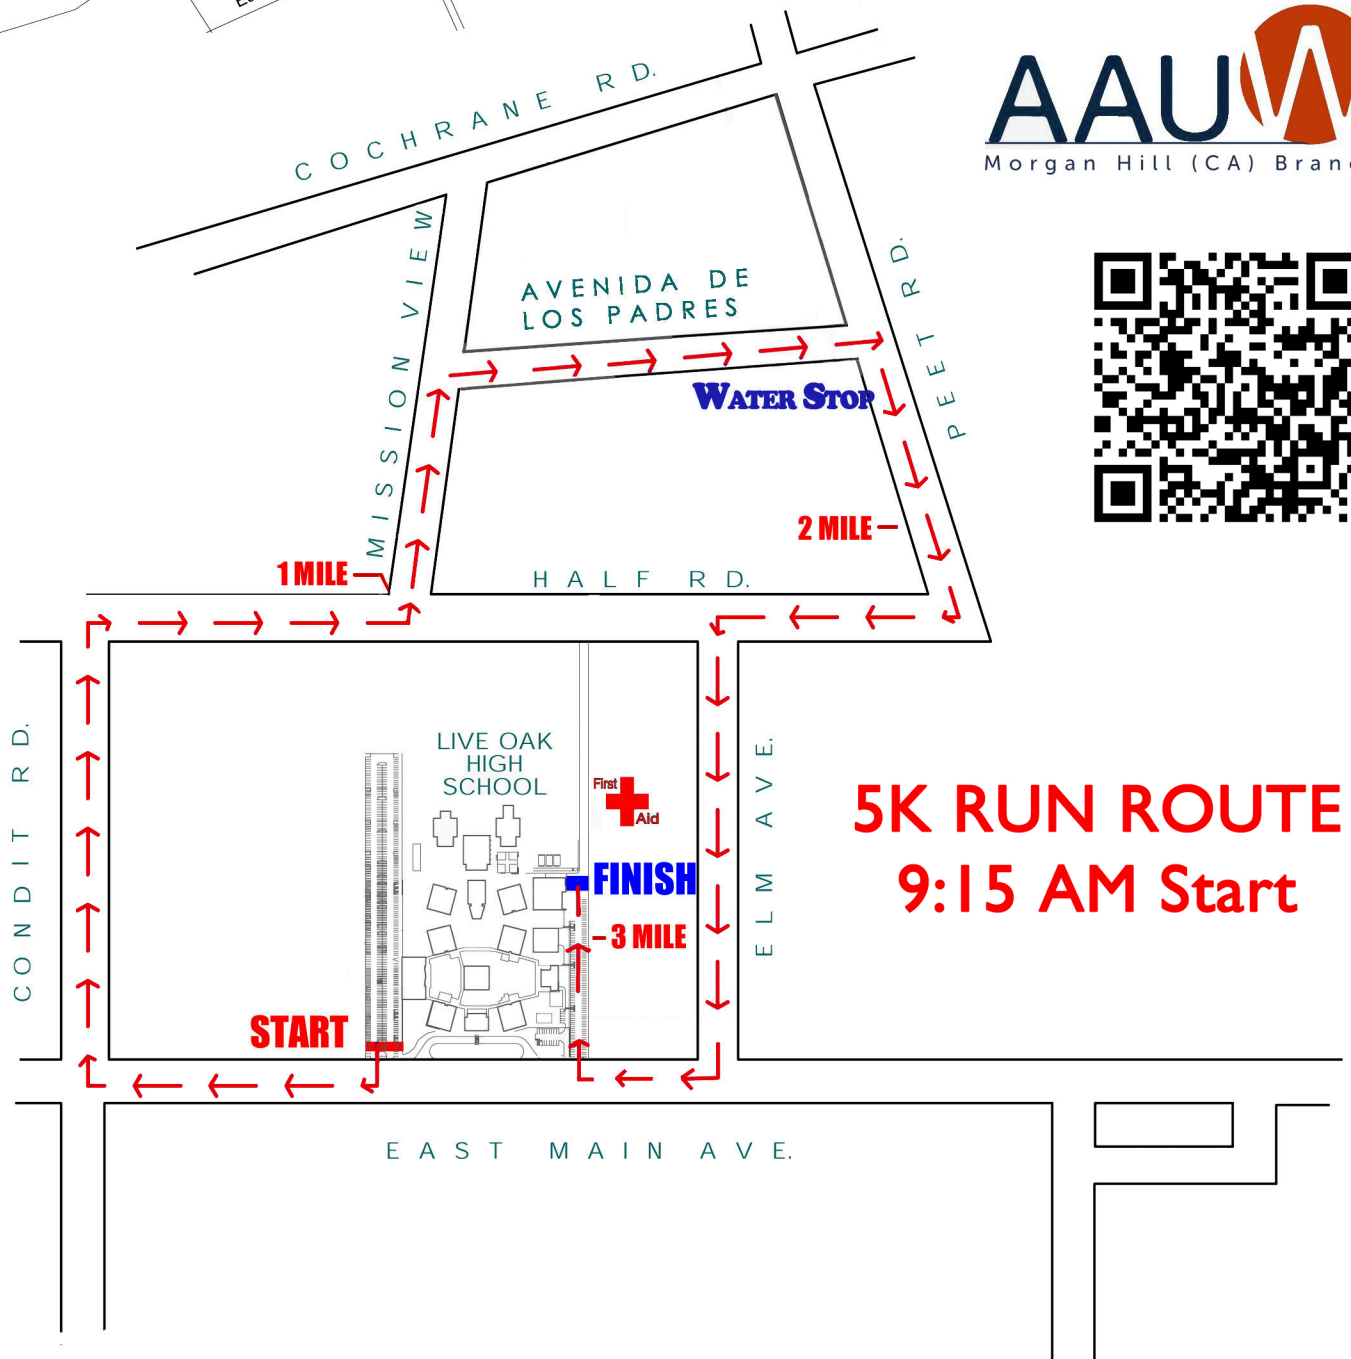 COCHRANE RD.
AAUW
Morgan Hill (CA)
MISSION VIEW
AVENIDA DE
LOS PADRES
PEET RD.
WATER STOP
2 MILE
1 MILE
HALF RD.
CONDIT RD.
LIVE OAK
HIGH
SCHOOL
First
Aid
ELM AVE.
5K RUN ROUTE
9:15 AM Start
FINISH
3 MILE
START
EAST MAIN AVE.